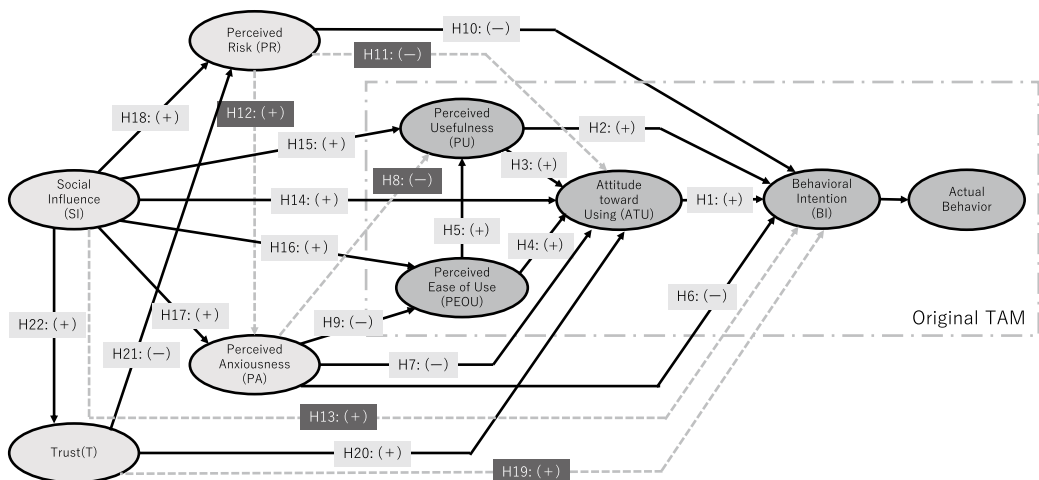 Perceived
Risk (PR)
H10: (－)
H11: (－)
H18: (+)
H12: (+)
Perceived
Usefulness
(PU)
H2: (+)
H15: (+)
H3: (+)
H8: (－)
Social
Influence
(SI)
H14: (+)
Attitude
toward
Using (ATU)
H1: (+)
Behavioral
Intention
(BI)
Actual
Behavior
H5: (+)
H4: (+)
H16: (+)
Perceived
Ease of Use
(PEOU)
H6: (－)
H22: (+)
H17: (+)
H9: (－)
Original TAM
H21: (－)
Perceived
Anxiousness
(PA)
H7: (－)
H13: (+)
Trust(T)
H20: (+)
H19: (+)